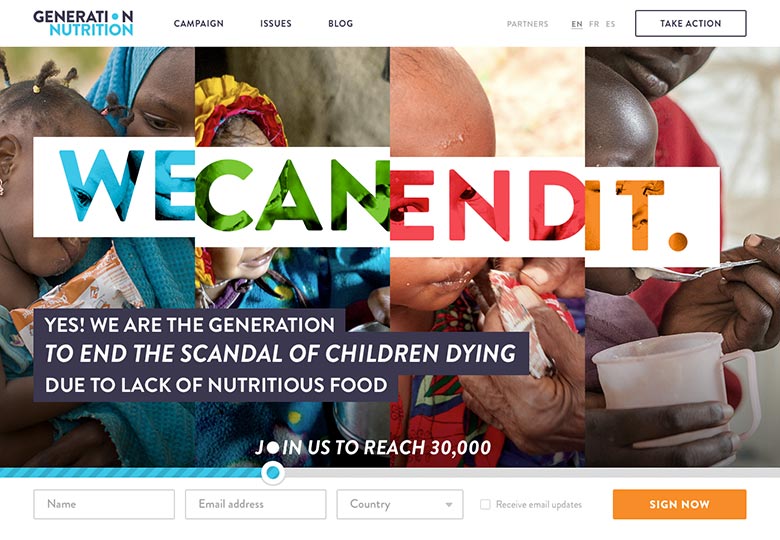 GENERATION
NUTRITION
CAMPAIGN
ISSUES
BLOG
PARTNERS
EN FR ES
TAKE ACTION
WE CAN END IT.
YES! WE ARE THE GENERATION
TO END THE SCANDAL OF CHILDREN DYING
DUE TO LACK OF NUTRITIOUS FOOD
JOIN US TO REACH 30,000
Name
Email address
Country
Receive email updates
SIGN NOW